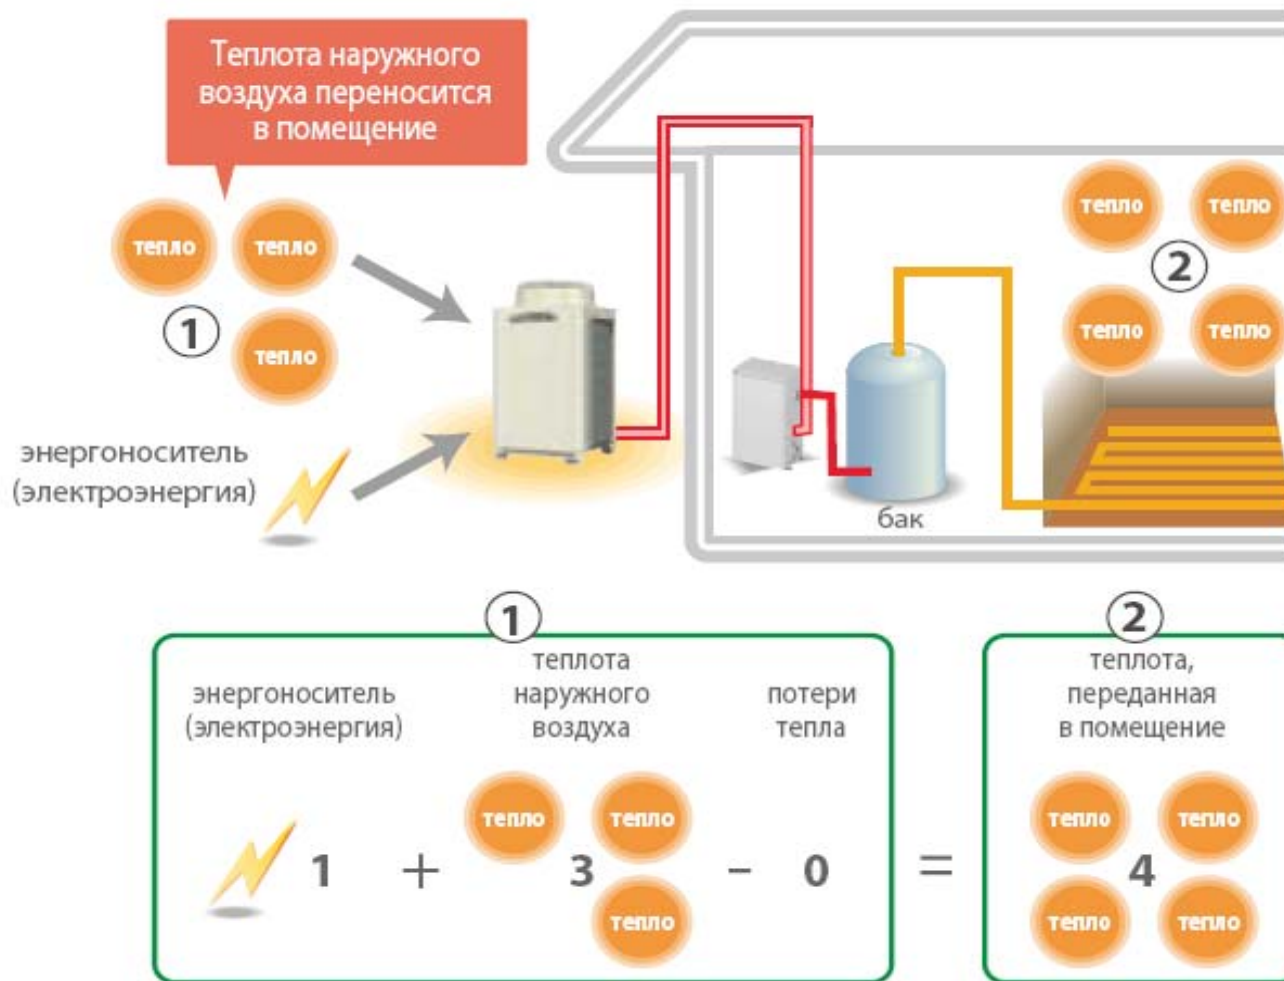 Теплота наружного
воздуха переносится
в помещение
тепло
тепло
1
тепло
энергоноситель
(электроэнергия)
бак
тепло
тепло
2
тепло
тепло
1
энергоноситель
(электроэнергия)
теплота
наружного
воздуха
потери
тепла
1 + тепло тепло 3 тепло - 0 =
2
теплота,
переданная
в помещение
тепло тепло
4
тепло тепло